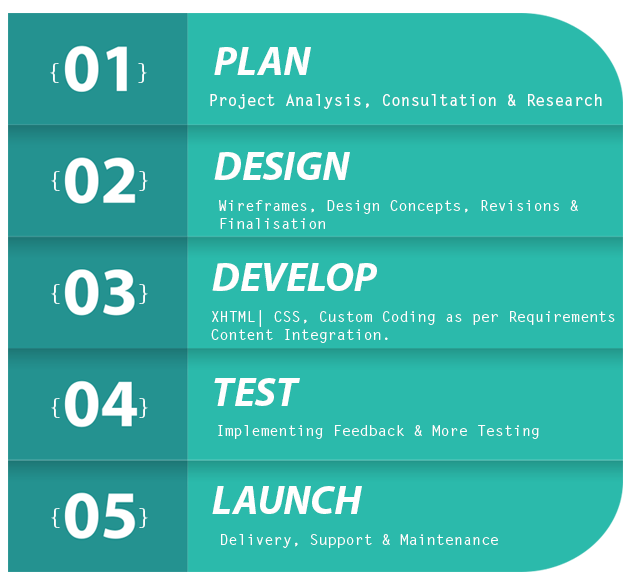 {01}
PLAN
Project Analysis, Consultation & Research
{02}
DESIGN
Wireframes, Design Concepts, Revisions &
Finalisation
{03}
DEVELOP
XHTML| CSS, Custom Coding as per Requirements
Content Integration.
{04}
TEST
Implementing Feedback & More Testing
{05}
LAUNCH
Delivery, Support & Maintenance